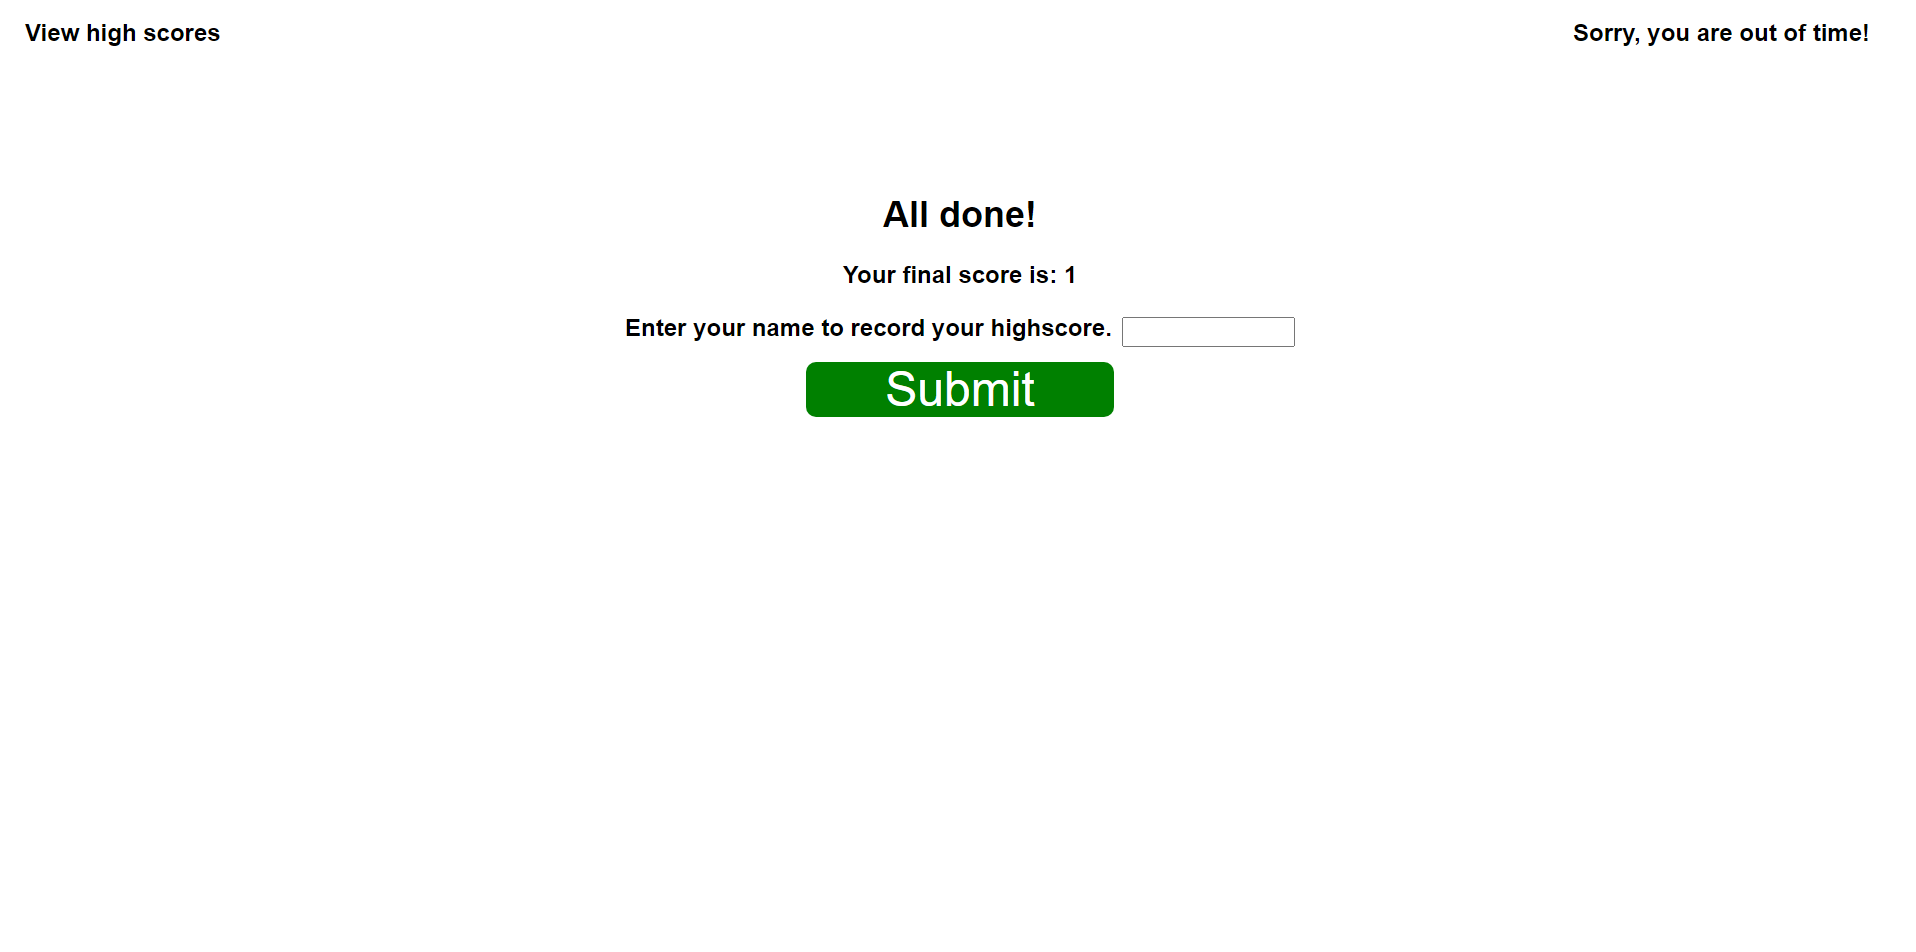 View high scores
Sorry, you are out of time!
All done!
Your final score is: 1
Enter your name to record your highscore.
Submit